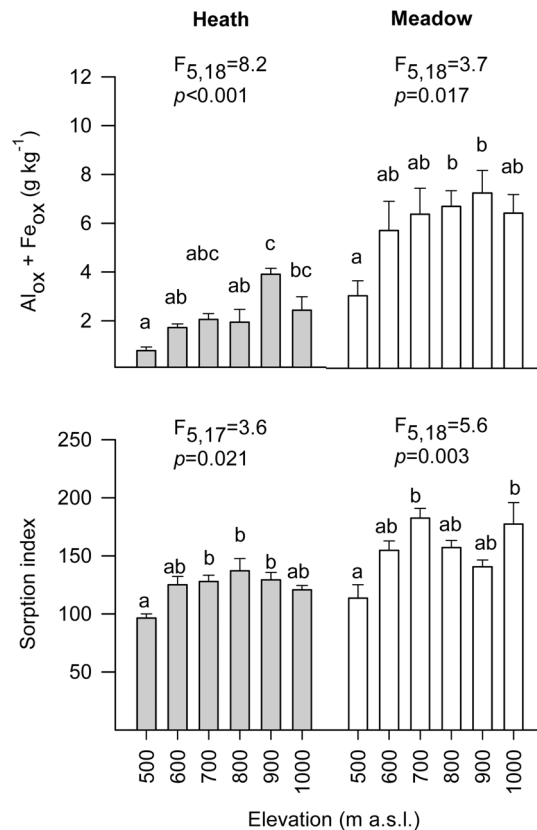 Heath Meadow
F5,18=8.2 F5,18=3.7
p<0.001 p=0.017
12
10
8
6
4
2
Alox + Feox (g kg-1)
a ab abc ab c bc
a ab ab b b ab
F5,17=3.6 F5,18=5.6
p=0.021 p=0.003
250
200
150
100
50
Sorption index
a ab b b b ab
a ab b ab ab b
500 600 700 800 900 1000 500 600 700 800 900 1000
Elevation (m a.s.l.)